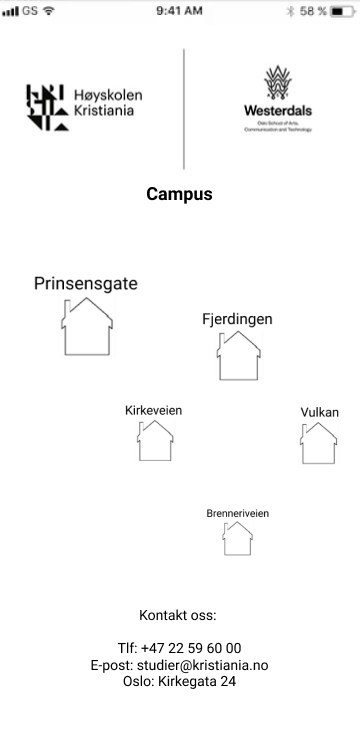 GS 9:41 AM 58 %
Høyskolen
Kristiania
Westerdals
Oslo School of Arts,
Communication and Technology
Campus
Prinsensgate
Fjerdingen
Kirkeveien
Vulkan
Brenneriveien
Kontakt oss:
Tlf: +47 22 59 60 00
E-post: studier@kristiania.no
Oslo: Kirkegata 24